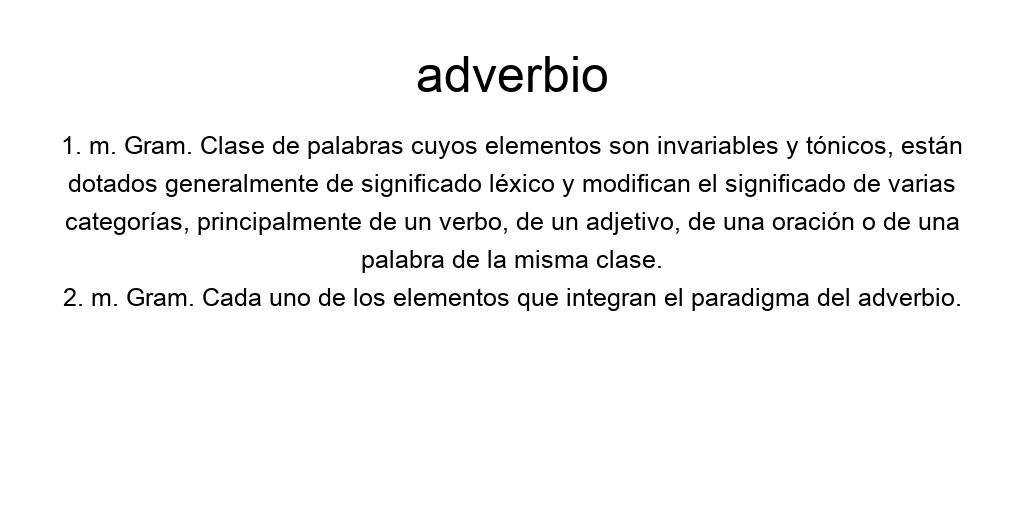 adverbio
1. m. Gram. Clase de palabras cuyos elementos son invariables y tónicos, están
dotados generalmente de significado léxico y modifican el significado de varias
categorías, principalmente de un verbo, de un adjetivo, de una oración o de una
palabra de la misma clase.
2. m. Gram. Cada uno de los elementos que integran el paradigma del adverbio.